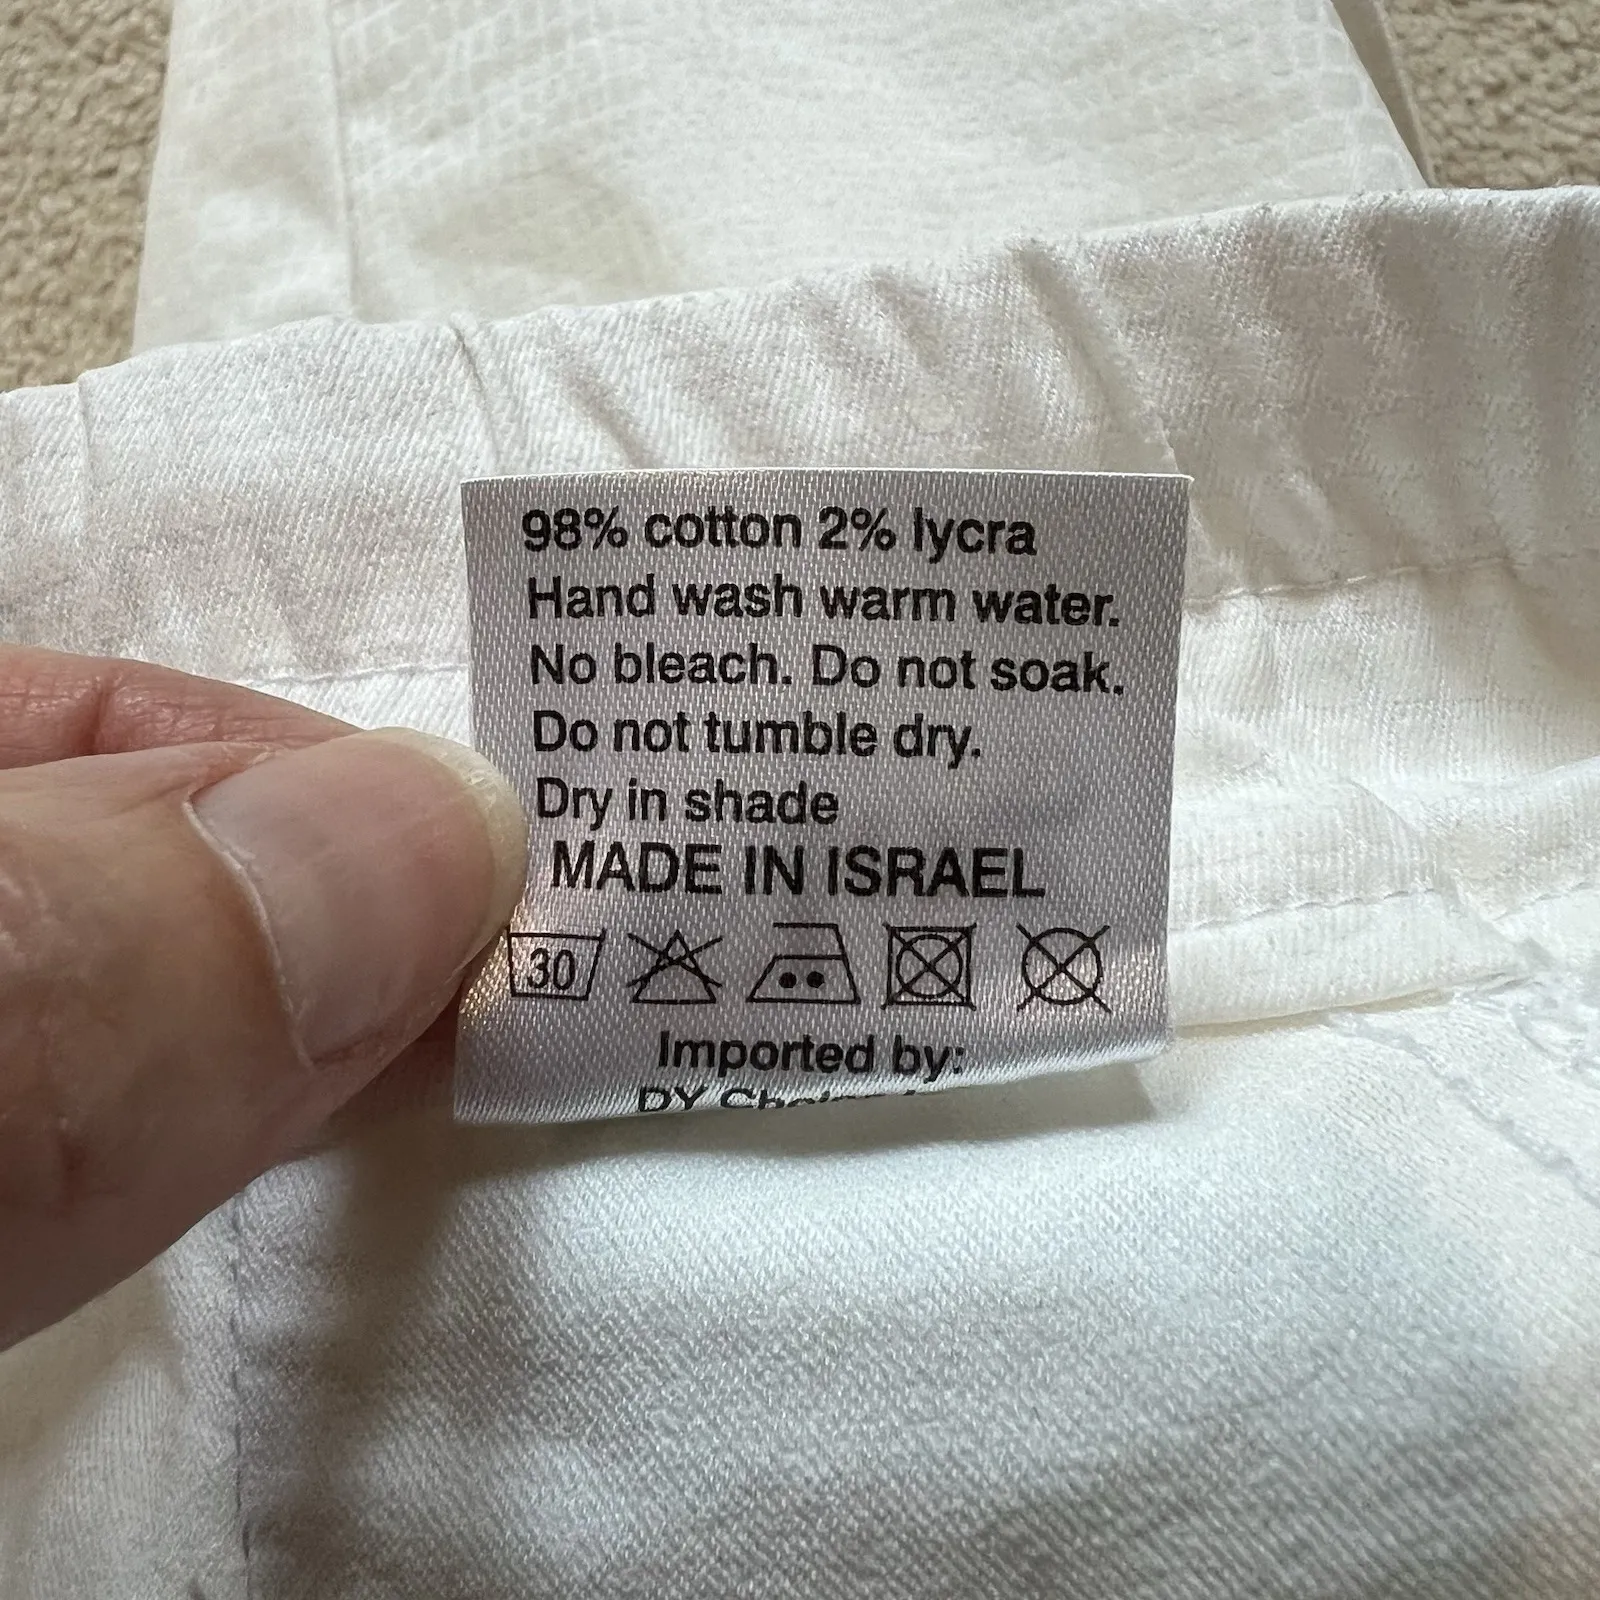 98% cotton 2% lycra
Hand wash warm water.
No bleach. Do not soak.
Do not tumble dry.
Dry in shade
MADE IN ISRAEL
30
Imported by:
DY